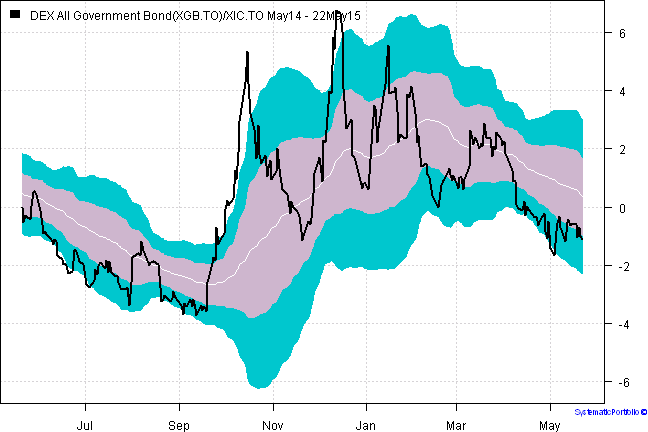 DEX All Government Bond(XGB.TO)/XIC.TO May14 - 22May15
6
4
2
0
-2
-4
-6
Jul Sep Nov Jan Mar May
SystematicPortfolio ©